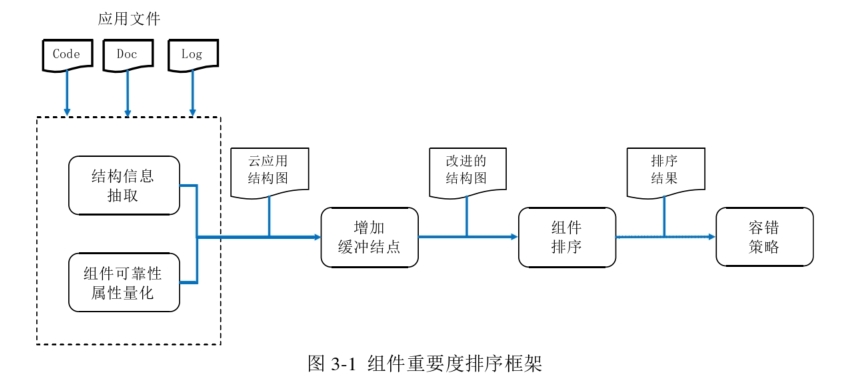 应用文件
Code
Doc
Log
结构信息
抽取
组件可靠性
属性量化
云应用
结构图
增加
缓冲结点
改进的
结构图
组件
排序
排序
结果
容错
策略
图 3-1 组件重要度排序框架